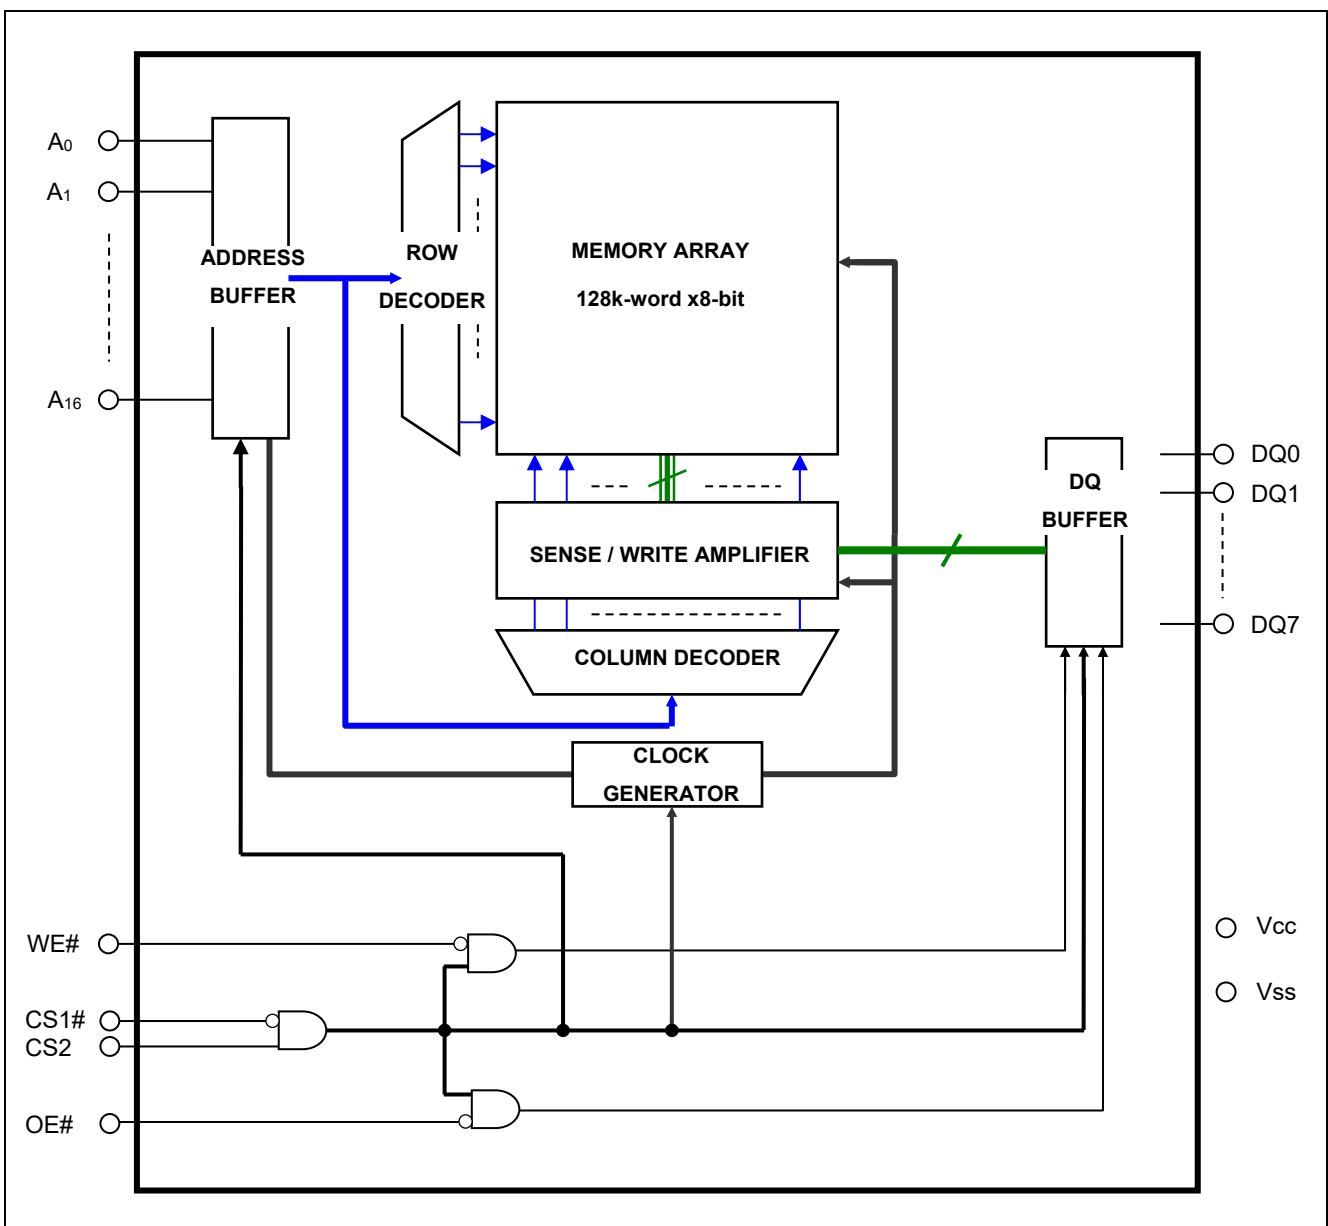 A0
A1
A16
ADDRESS
BUFFER
ROW
DECODER
MEMORY ARRAY
128k-word x8-bit
SENSE / WRITE AMPLIFIER
COLUMN DECODER
CLOCK
GENERATOR
DQ
BUFFER
DQ0
DQ1
DQ7
WE#
CS1#
CS2
OE#
Vcc
Vss